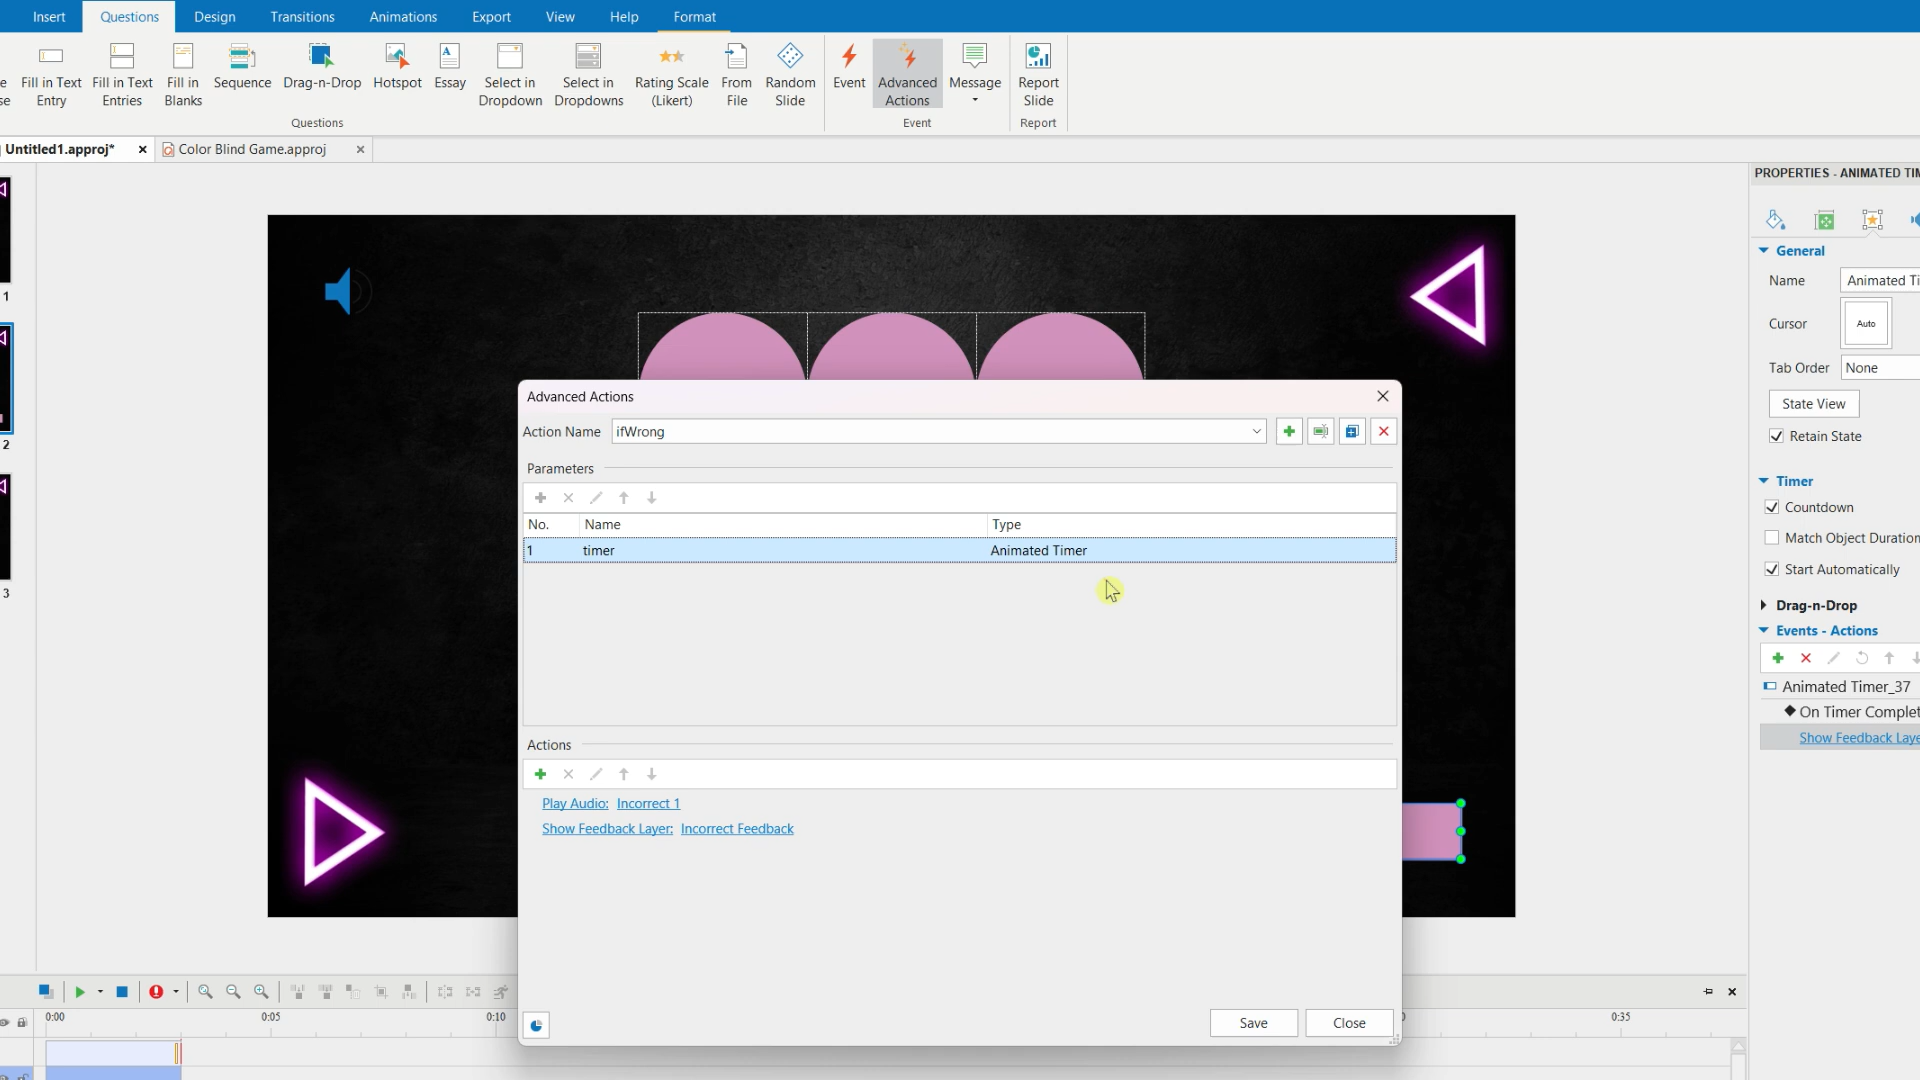 Insert Questions Design Transitions Animations Export View Help Format
Fill in Text Entry
Fill in Text Entries
Fill in Blanks
Sequence
Drag-n-Drop
Hotspot
Essay
Select in Dropdown
Select in Dropdowns
Rating Scale (Likert)
From File
Random Slide
Event
Advanced Actions
Message
Report Slide
Questions
Event
Report
Untitled1.approj*
Color Blind Game.approj
1
2
3
Advanced Actions
Action Name ifWrong
Parameters
No. Name Type
1 timer Animated Timer
Actions
Play Audio: Incorrect 1
Show Feedback Layer: Incorrect Feedback
Save Close
PROPERTIES - ANIMATED TIM
General
Name Animated Ti
Cursor Auto
Tab Order None
State View
Retain State
Timer
Countdown
Match Object Duration
Start Automatically
Drag-n-Drop
Events - Actions
Animated Timer_37
On Timer Complet
Show Feedback Laye
0:00 0:05 0:10 0:35